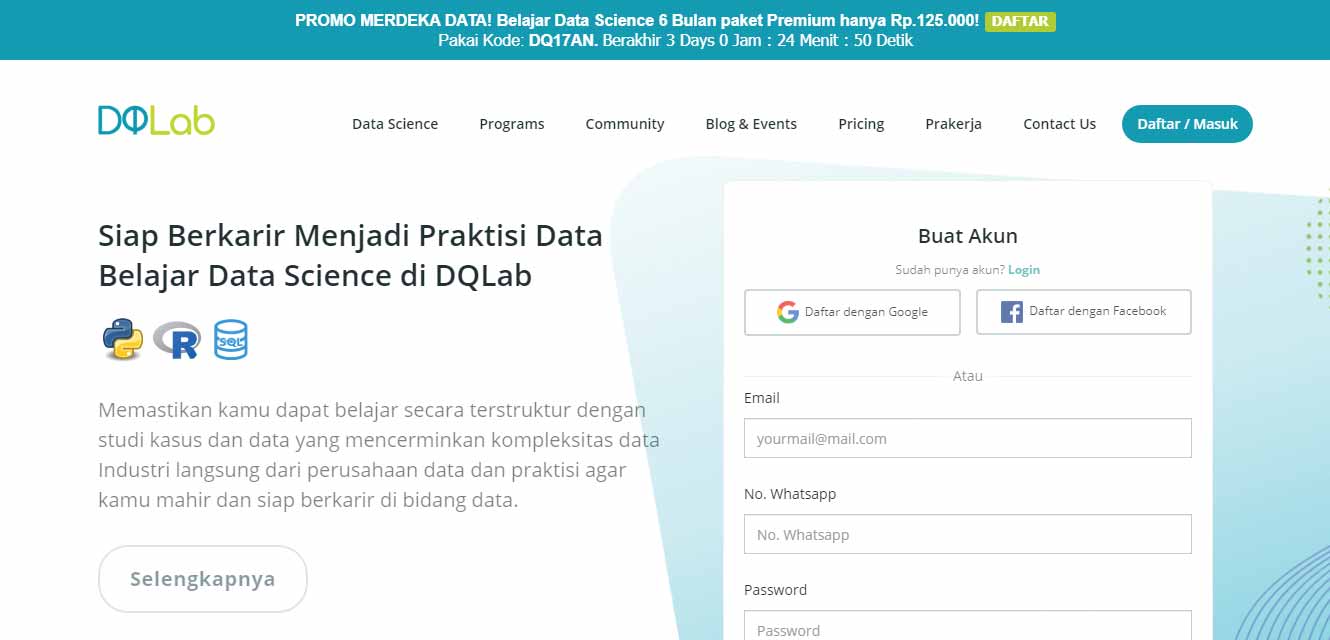 PROMO MERDEKA DATA! Belajar Data Science 6 Bulan paket Premium hanya Rp.125.000! DAFTAR
Pakai Kode: DQ17AN. Berakhir 3 Days 0 Jam : 24 Menit : 50 Detik
DQLab
Data Science Programs Community Blog & Events Pricing Prakerja Contact Us Daftar / Masuk
Siap Berkarir Menjadi Praktisi Data
Belajar Data Science di DQLab
R
SQL
Memastikan kamu dapat belajar secara terstruktur dengan
studi kasus dan data yang mencerminkan kompleksitas data
Industri langsung dari perusahaan data dan praktisi agar
kamu mahir dan siap berkarir di bidang data.
Selengkapnya
Buat Akun
Sudah punya akun? Login
Daftar dengan Google
Daftar dengan Facebook
Atau
Email
yourmail@mail.com
No. Whatsapp
No. Whatsapp
Password
Password